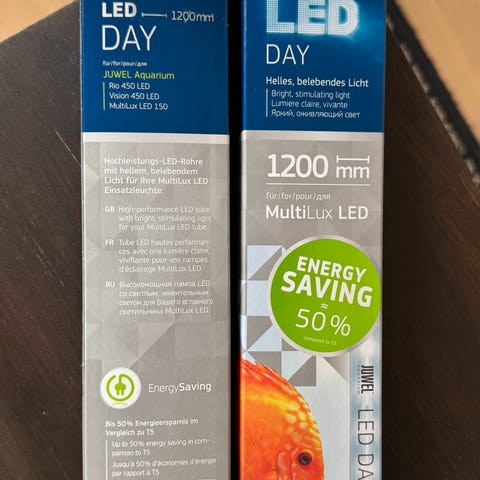 LED 1200mm
DAY
für/for/pour/для
JUWEL Aquarium
Rio 450 LED
Vision 450 LED
MultiLux LED 150
Hochleistungs-LED-Röhre
mit hellem, belebendem
Licht für Ihre MultiLux LED
Einsatzleuchte.
GB High-performance LED tube
with bright, stimulating light
for your MultiLux LED tube.
FR Tube LED hautes performan-
ces avec une lumière claire,
vivifiante pour vos rampes
d'éclairage MultiLux LED.
RU Высокомощная лампа LED
со светлым, живительным
светом для Вашего вставного
светильника MultiLux LED.
EnergySaving
Bis 50% Energieersparnis im
Vergleich zu T5
Up to 50% energy saving in com-
parison to T5
Jusqu'à 50% d'économies d'énergie
par rapport à T5
LED
DAY
Helles, belebendes Licht
Bright, stimulating light
Lumiere claire, vivante
Яркий, оживляющий свет
1200 mm
für/for/pour/для
MultiLux LED
ENERGY
SAVING
≈
50%
compared to T5
JUWEL
LED DA